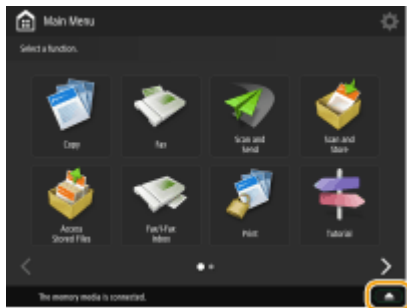 Main Menu
Select a function.
Copy
Fax
Scan and
Send
Scan and
Store
Access
Stored Files
Fax/I-Fax
Inbox
Print
Tutorial
The memory media is connected.